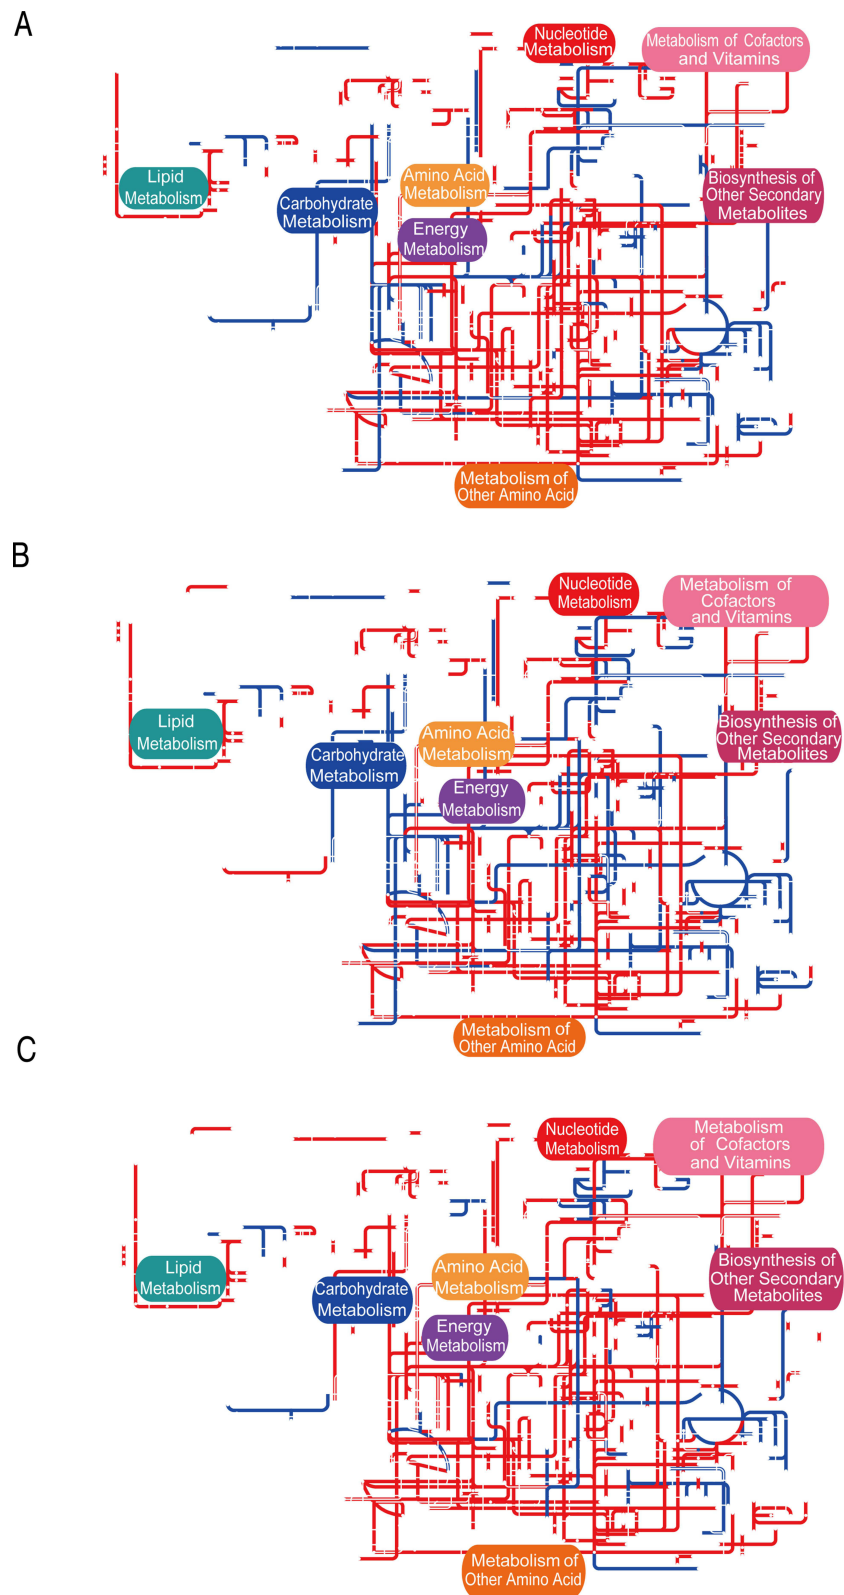 A
Nucleotide
Metabolism
Metabolism of Cofactors
and Vitamins
Lipid
Metabolism
Carbohydrate
Metabolism
Amino Acid
Metabolism
Energy
Metabolism
Biosynthesis of
Other Secondary
Metabolites
Metabolism of
Other Amino Acid
B
Nucleotide
Metabolism
Metabolism of
Cofactors
and Vitamins
Lipid
Metabolism
Carbohydrate
Metabolism
Amino Acid
Metabolism
Energy
Metabolism
Biosynthesis of
Other Secondary
Metabolites
Metabolism of
Other Amino Acid
C
Nucleotide
Metabolism
Metabolism
of Cofactors
and Vitamins
Lipid
Metabolism
Carbohydrate
Metabolism
Amino Acid
Metabolism
Energy
Metabolism
Biosynthesis of
Other Secondary
Metabolites
Metabolism of
Other Amino Acid